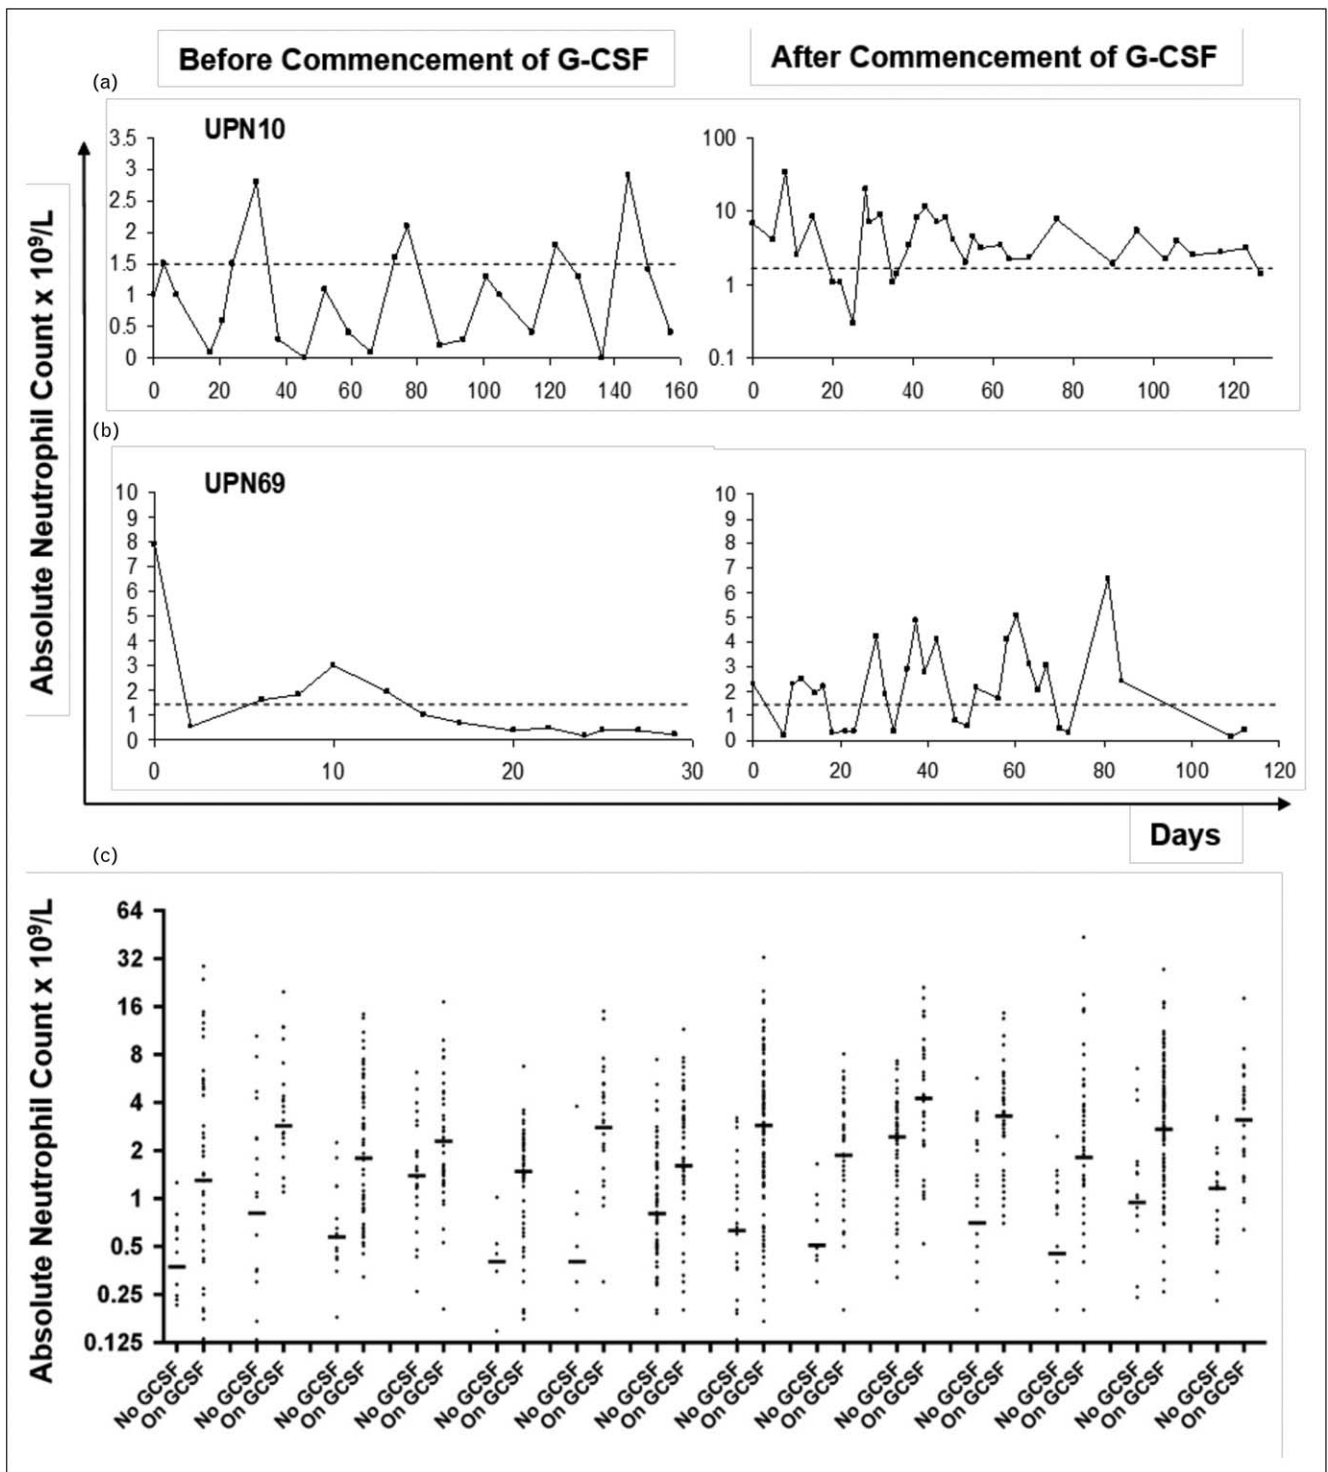 Before Commencement of G-CSF
After Commencement of G-CSF
(a)
UPN10
3.5
3
2.5
2
1.5
1
0.5
0
0 20 40 60 80 100 120 140 160
100
10
1
0.1
0 20 40 60 80 100 120
Absolute Neutrophil Count x 10⁹/L
(b)
UPN69
10
9
8
7
6
5
4
3
2
1
0
0 10 20 30
10
9
8
7
6
5
4
3
2
1
0
0 20 40 60 80 100 120
Days
(c)
Absolute Neutrophil Count x 10⁹/L
64
32
16
8
4
2
1
0.5
0.25
0.125
No GCSF
On GCSF
No GCSF
On GCSF
No GCSF
On GCSF
No GCSF
On GCSF
No GCSF
On GCSF
No GCSF
On GCSF
No GCSF
On GCSF
No GCSF
On GCSF
No GCSF
On GCSF
No GCSF
On GCSF
No GCSF
On GCSF
No GCSF
On GCSF
No GCSF
On GCSF
No GCSF
On GCSF